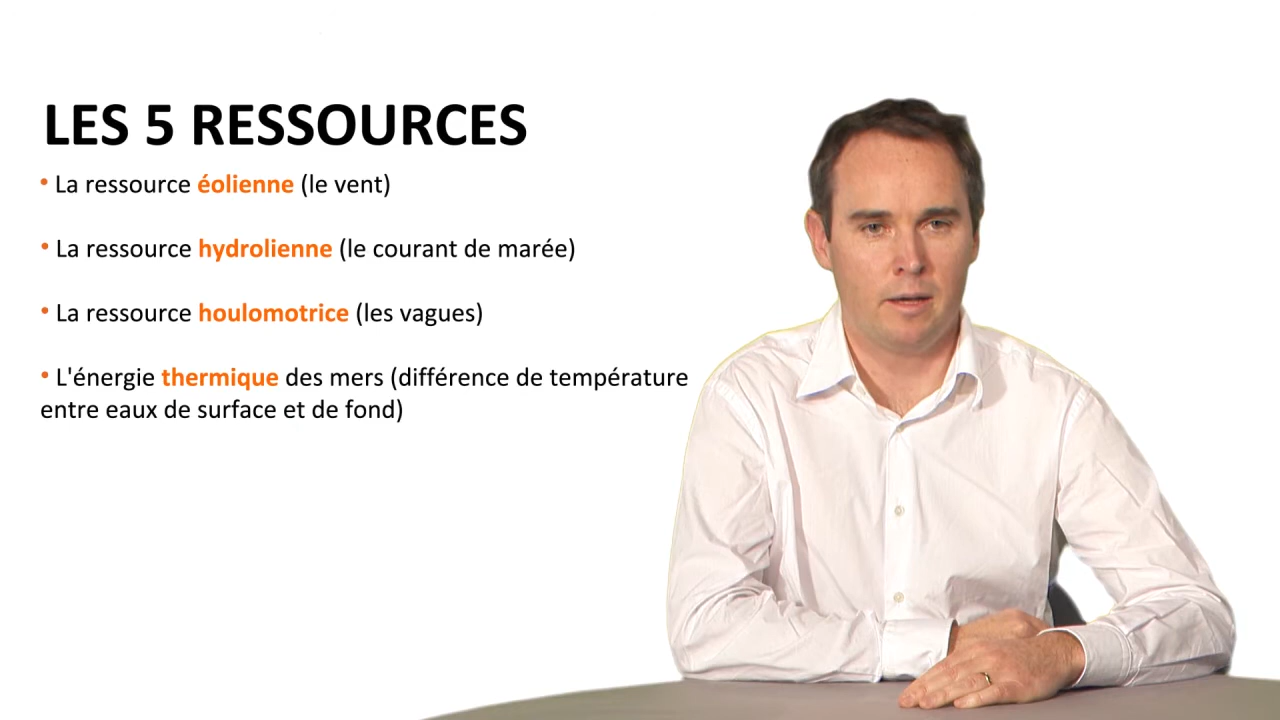 LES 5 RESSOURCES
• La ressource éolienne (le vent)
• La ressource hydrolienne (le courant de marée)
• La ressource houlomotrice (les vagues)
• L'énergie thermique des mers (différence de température
entre eaux de surface et de fond)